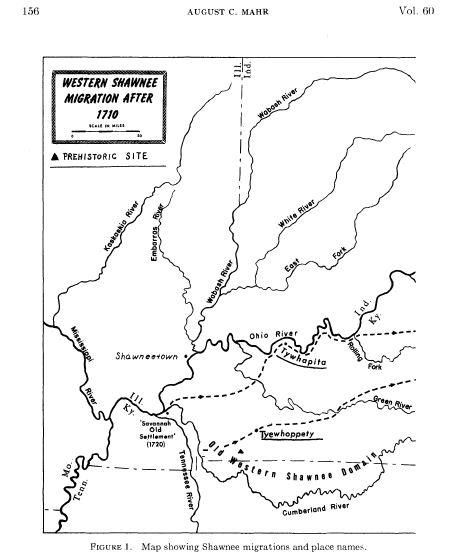 156
AUGUST C. MAHR
Vol. 60
WESTERN SHAWNEE
MIGRATION AFTER
1710
SCALE IN MILES
0 50
▲ PREHISTORIC SITE
Ill.
Ind.
Wabash River
White River
East Fork
Kaskaskia River
Embarras River
Wabash River
Ind.
Ky.
Ohio River
Rolling
Fork
Mississippi
River
Shawneetown
Tywhapita
Green River
Ill.
Ky.
'Savannah
Old
Settlement'
(1720)
Tyewhoppety
Old Western Shawnee Domain
Mo.
Tenn.
Tennessee River
Cumberland River
FIGURE 1. Map showing Shawnee migrations and place names.